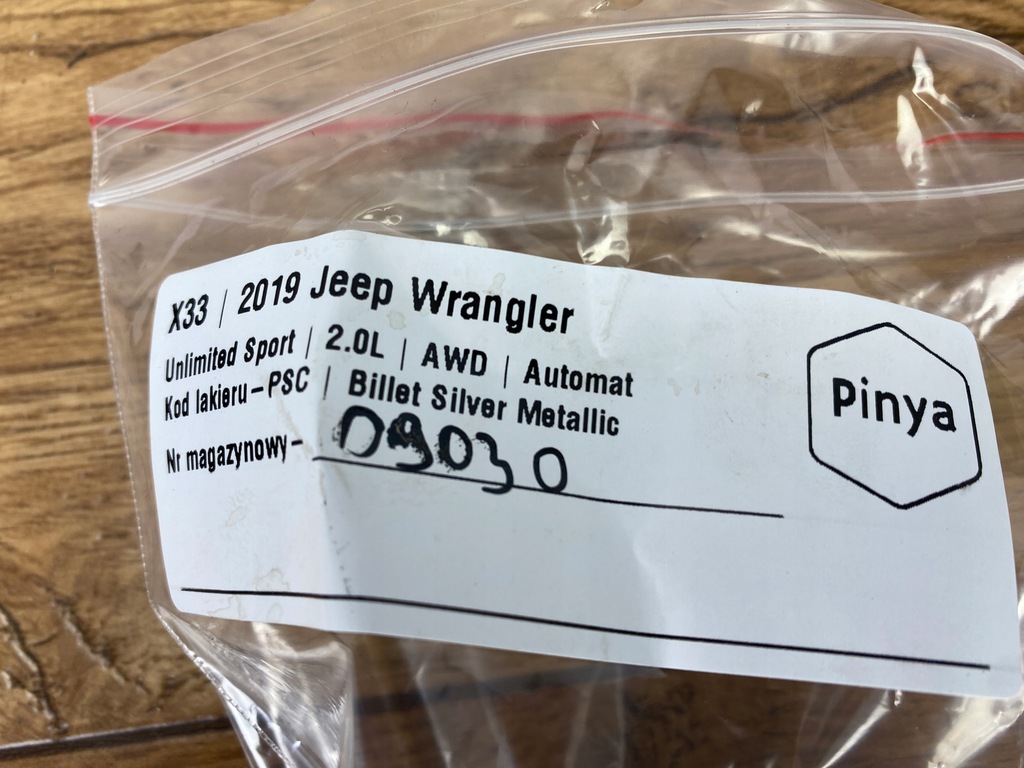 X33 | 2019 Jeep Wrangler
Unlimited Sport | 2.0L | AWD | Automat
Kod lakieru – PSC | Billet Silver Metallic
Nr magazynowy – 09030
Pinya